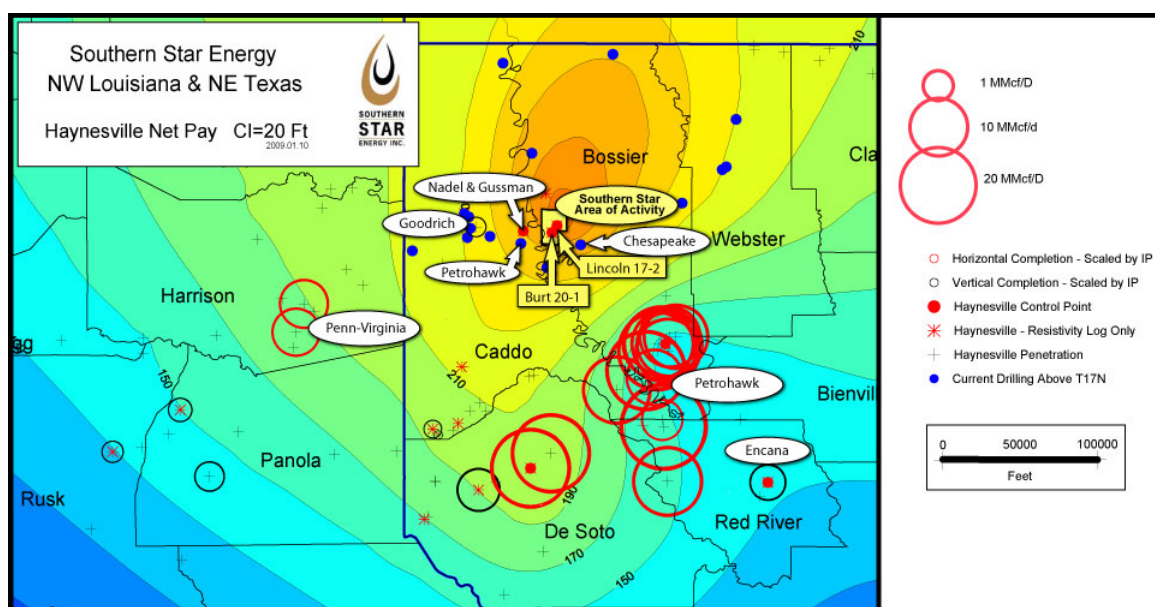 Southern Star Energy
NW Louisiana & NE Texas
Haynesville Net Pay CI=20 Ft
2009.01.10
SOUTHERN
STAR
ENERGY INC.
210
Bossier
Cla
Nadel & Gussman
Southern Star
Area of Activity
Goodrich
Chesapeake
Webster
Petrohawk
Lincoln 17-2
Burt 20-1
Harrison
Penn-Virginia
gg
Caddo
150
210
Petrohawk
Bienvil
Panola
Encana
Rusk
190
De Soto
Red River
170
150
1 MMcf/D
10 MMcf/d
20 MMcf/D
Horizontal Completion - Scaled by IP
Vertical Completion - Scaled by IP
Haynesville Control Point
Haynesville - Resistivity Log Only
Haynesville Penetration
Current Drilling Above T17N
0 50000 100000
Feet